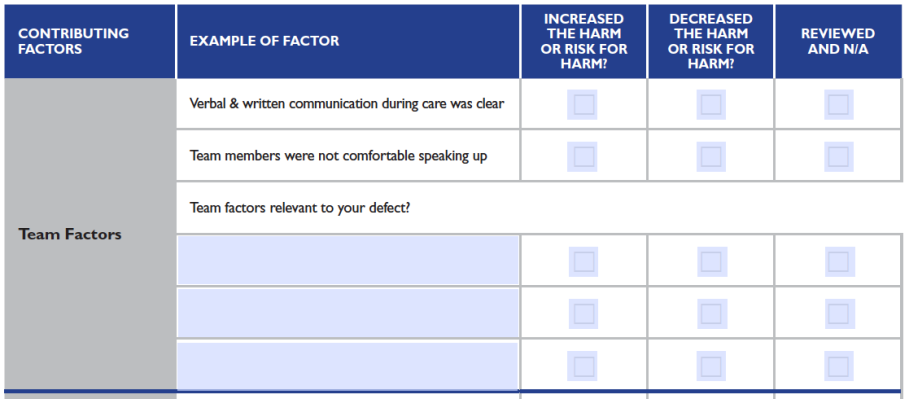 CONTRIBUTING
FACTORS
EXAMPLE OF FACTOR
INCREASED
THE HARM
OR RISK FOR
HARM?
DECREASED
THE HARM
OR RISK FOR
HARM?
REVIEWED
AND N/A
Team Factors
Verbal & written communication during care was clear
Team members were not comfortable speaking up
Team factors relevant to your defect?